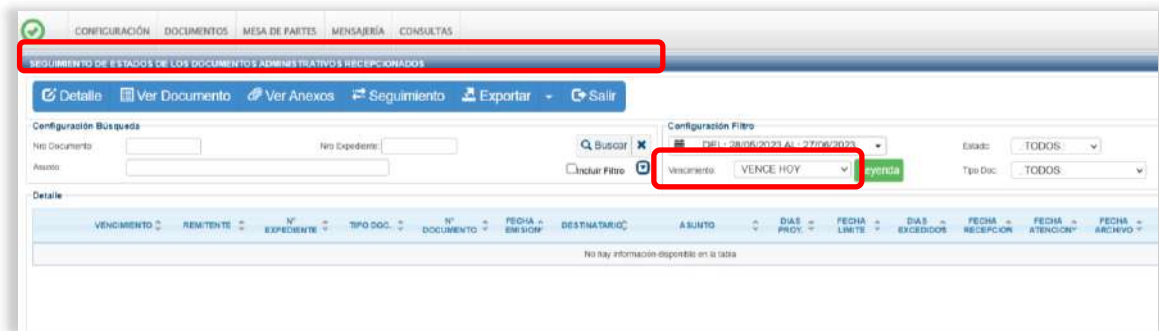 CONFIGURACIÓN DOCUMENTOS MESA DE PARTES MENSAJERÍA CONSULTAS
SEGUIMIENTO DE ESTADOS DE LOS DOCUMENTOS ADMINISTRATIVOS RECEPCIONADOS
Detalle Ver Documento Ver Anexos Seguimiento Exportar Salir
Configuración Búsqueda Configuración Filtro
Nro Documento Nro Expediente: Buscar DEL: 28/05/2023 AL: 27/06/2023 Estado: .:TODOS:.
Asunto: Incluir Filtro Vencimiento: VENCE HOY Leyenda Tipo Doc: .:TODOS:.
Detalle
VENCIMIENTO REMITENTE N° EXPEDIENTE TIPO DOC. N° DOCUMENTO FECHA EMISION DESTINATARIO ASUNTO DIAS PROY. FECHA LIMITE DIAS EXCEDIDOS FECHA RECEPCION FECHA ATENCION FECHA ARCHIVO
No hay información disponible en la tabla